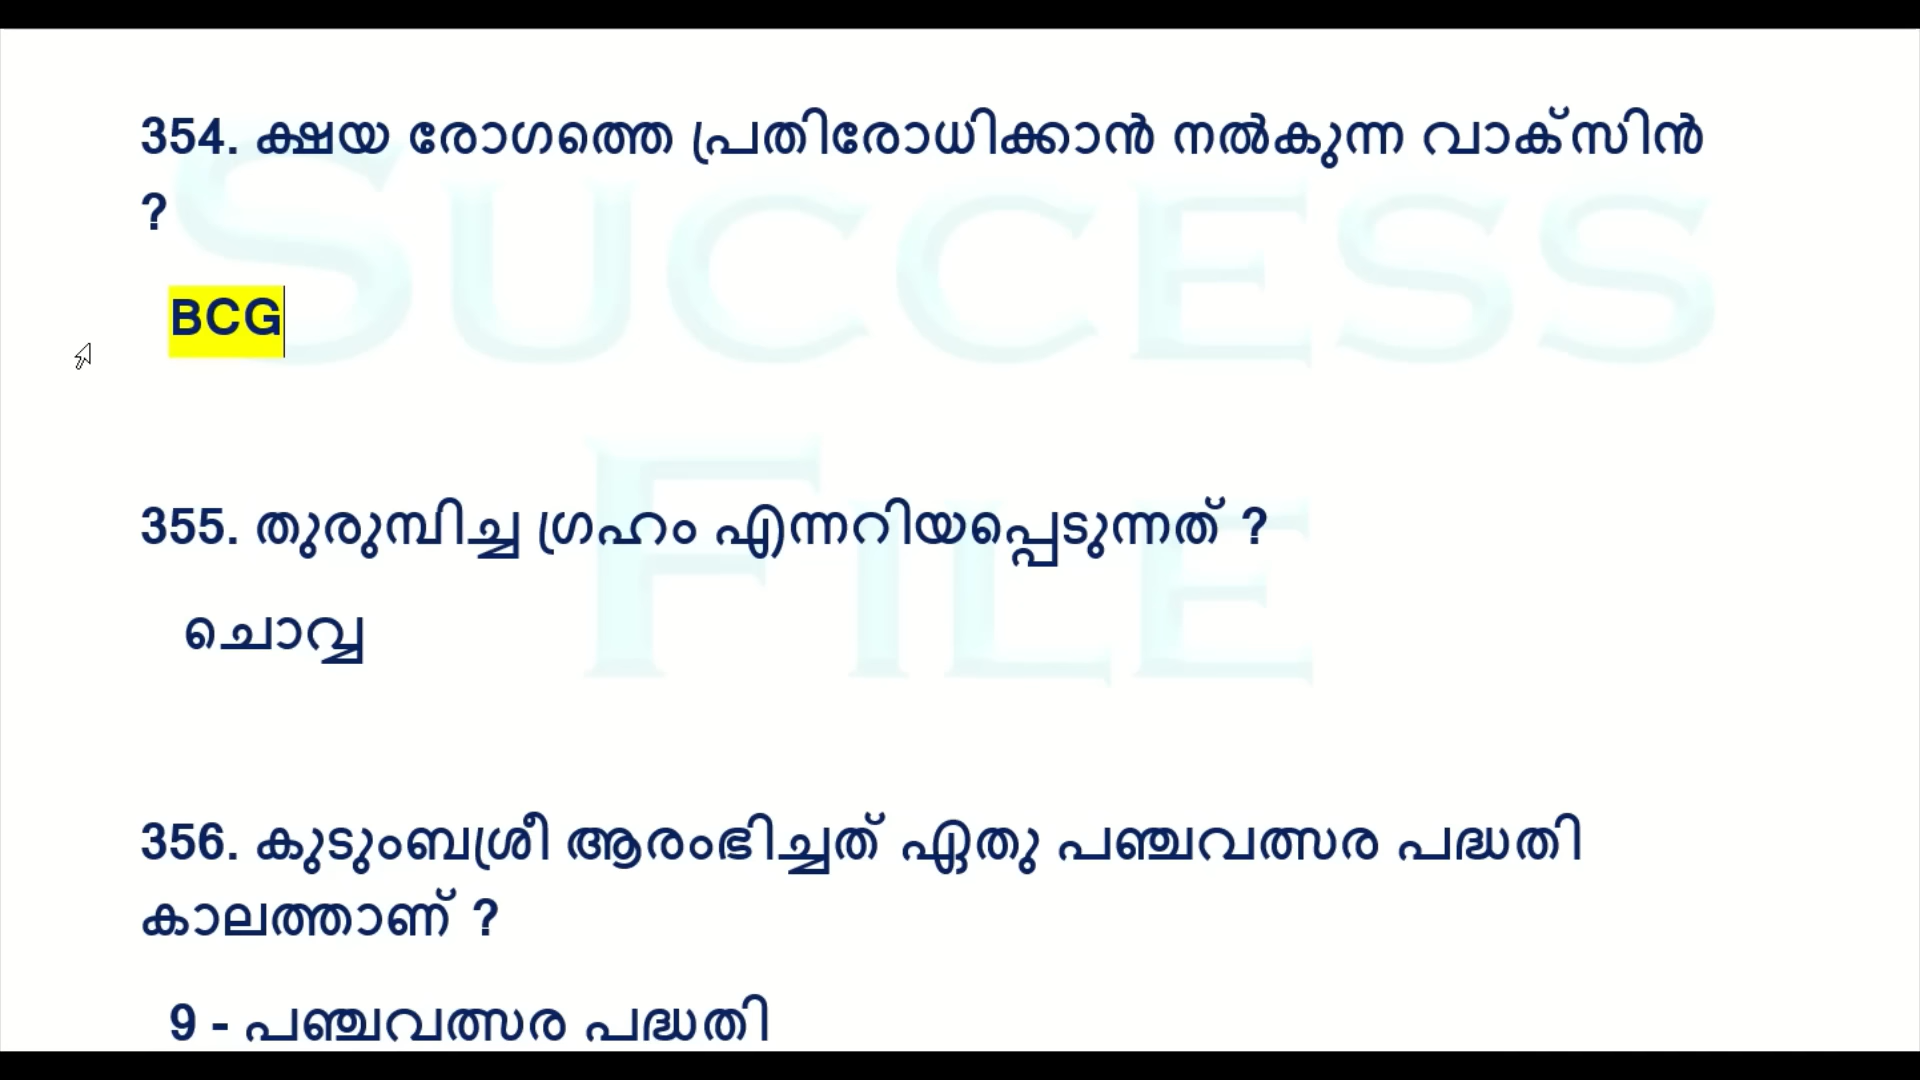 354. ക്ഷയ രോഗത്തെ പ്രതിരോധിക്കാൻ നൽകുന്ന വാക്സിൻ
?
BCG
355. തുരുമ്പിച്ച ഗ്രഹം എന്നറിയപ്പെടുന്നത് ?
ചൊവ്വ
356. കുടുംബശ്രീ ആരംഭിച്ചത് ഏതു പഞ്ചവത്സര പദ്ധതി
കാലത്താണ് ?
9 - പഞ്ചവത്സര പദ്ധതി
SUCCESS
FILE